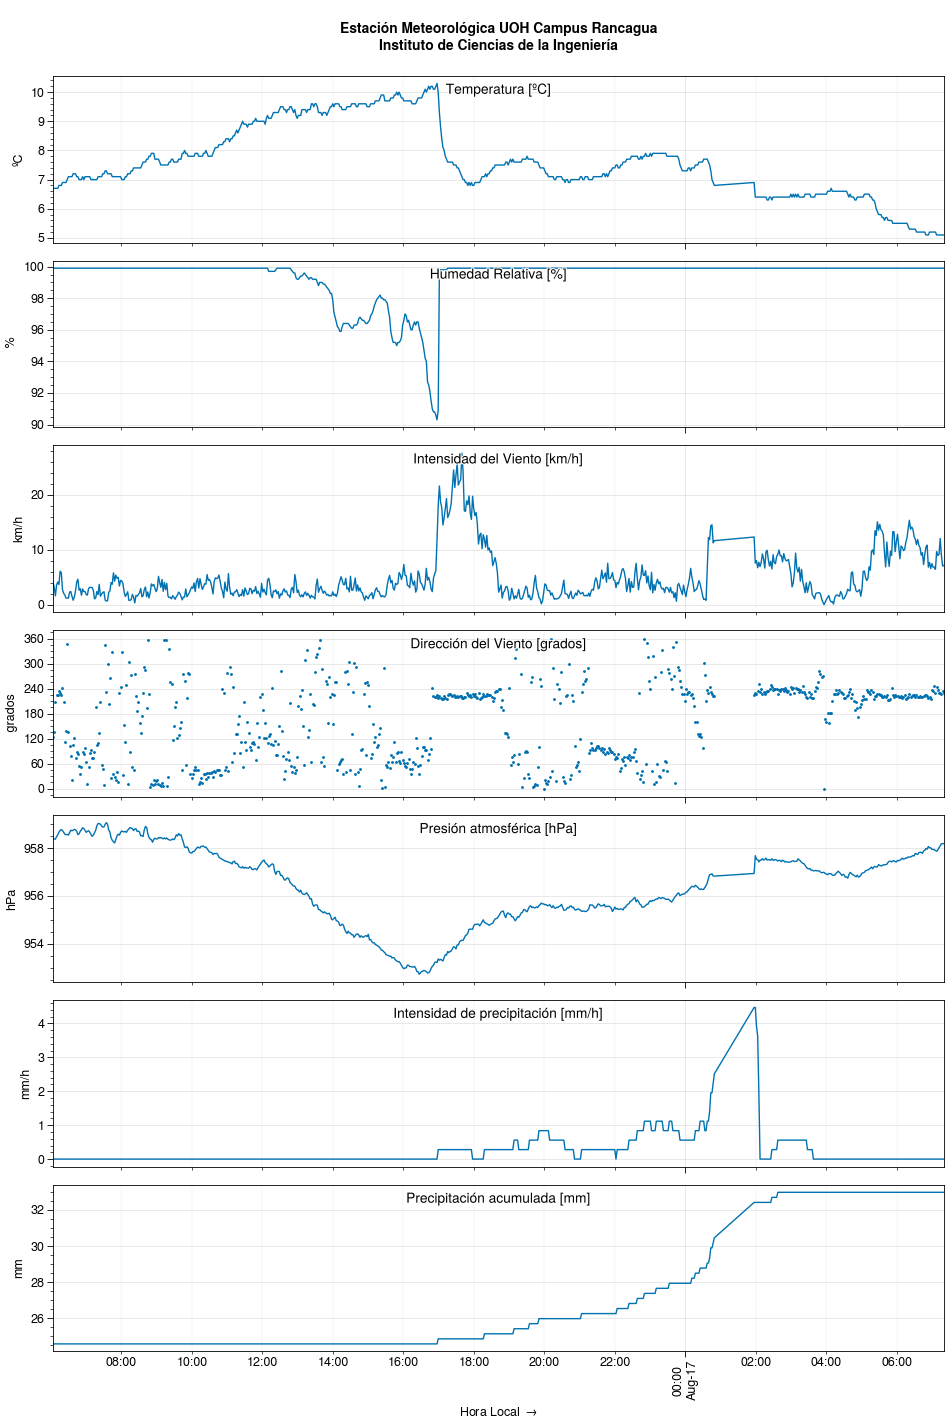 Estación Meteorológica UOH Campus Rancagua
Instituto de Ciencias de la Ingeniería
Temperatura [ºC]
ºC
10
9
8
7
6
5
Humedad Relativa [%]
%
100
98
96
94
92
90
Intensidad del Viento [km/h]
km/h
20
10
0
Dirección del Viento [grados]
grados
360
300
240
180
120
60
0
Presión atmosférica [hPa]
hPa
958
956
954
Intensidad de precipitación [mm/h]
mm/h
4
3
2
1
0
Precipitación acumulada [mm]
mm
32
30
28
26
08:00 10:00 12:00 14:00 16:00 18:00 20:00 22:00 00:00 02:00 04:00 06:00
Aug-17
Hora Local →